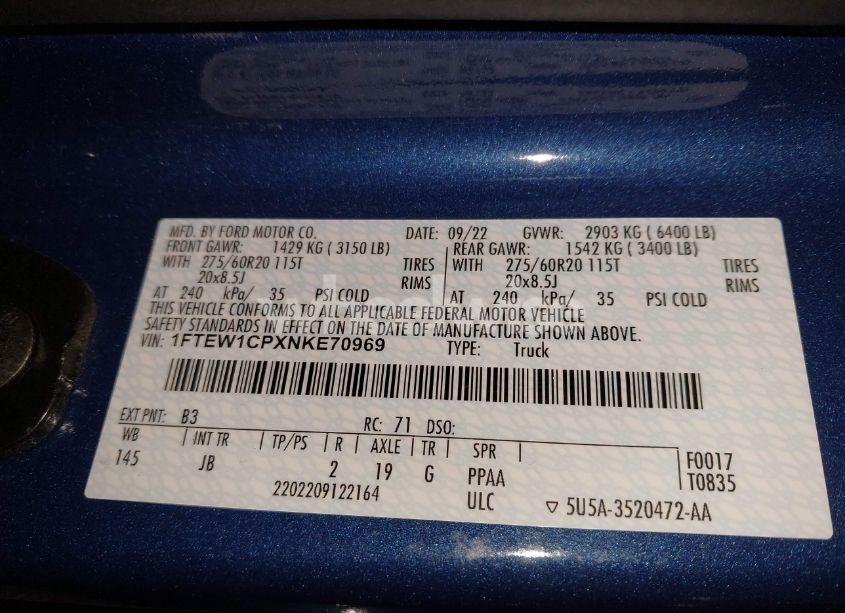 MFD. BY FORD MOTOR CO. DATE: 09/22 GVWR: 2903 KG ( 6400 LB)
FRONT GAWR: 1429 KG ( 3150 LB) REAR GAWR: 1542 KG ( 3400 LB)
WITH 275/60R20 115T TIRES WITH 275/60R20 115T TIRES
20x8.5J RIMS 20x8.5J RIMS
AT 240 kPa/ 35 PSI COLD AT 240 kPa/ 35 PSI COLD
THIS VEHICLE CONFORMS TO ALL APPLICABLE FEDERAL MOTOR VEHICLE
SAFETY STANDARDS IN EFFECT ON THE DATE OF MANUFACTURE SHOWN ABOVE.
VIN: 1FTEW1CPXNKE70969 TYPE: Truck
EXT PNT: B3 RC: 71 DSO:
WB INT TR TP/PS R AXLE TR SPR F0017
145 JB 2 19 G PPAA T0835
2202209122164 ULC ▽ 5U5A-3520472-AA